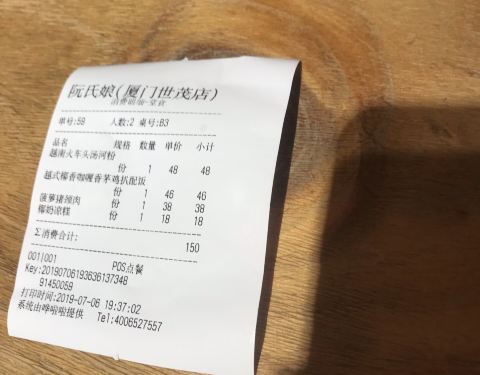 阮氏娘(厦门世茂店)
消费明细-堂食
单号:59 人数:2 桌号:B3
品名 规格 数量 单价 小计
越南火车头汤河粉
份 1 48 48
越式椰香咖喱香茅鸡扒配饭
份 1 46 46
菠萝猪颈肉 份 1 38 38
椰奶凉糕 份 1 18 18
Σ消费合计: 150
001|001 POS点餐
Key:20190706193636137348
91450059
打印时间:2019-07-06 19:37:02
系统由哗啦啦提供 Tel:4006527557